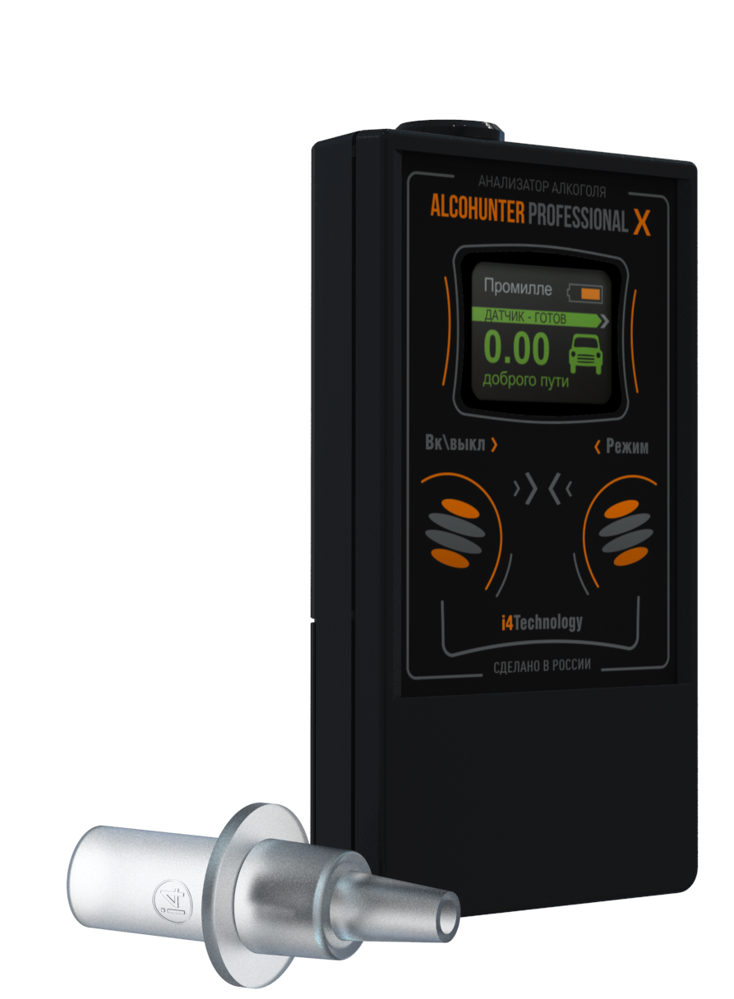 АНАЛИЗАТОР АЛКОГОЛЯ
ALCOHUNTER PROFESSIONAL X
Промилле
ДАТЧИК - ГОТОВ
0.00
доброго пути
Вк\выкл
Режим
i4Technology
СДЕЛАНО В РОССИИ
i4